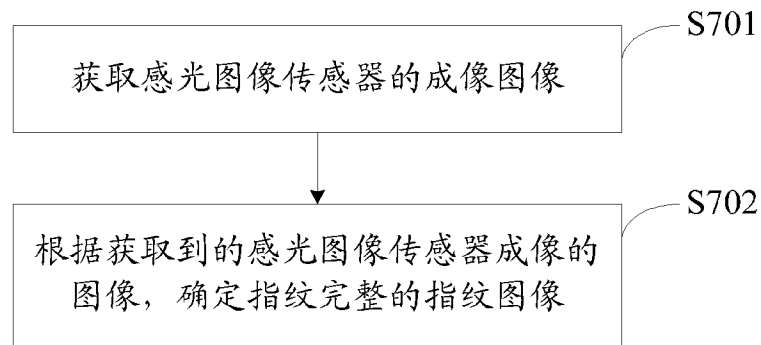 S701
获取感光图像传感器的成像图像
S702
根据获取到的感光图像传感器成像的
图像，确定指纹完整的指纹图像